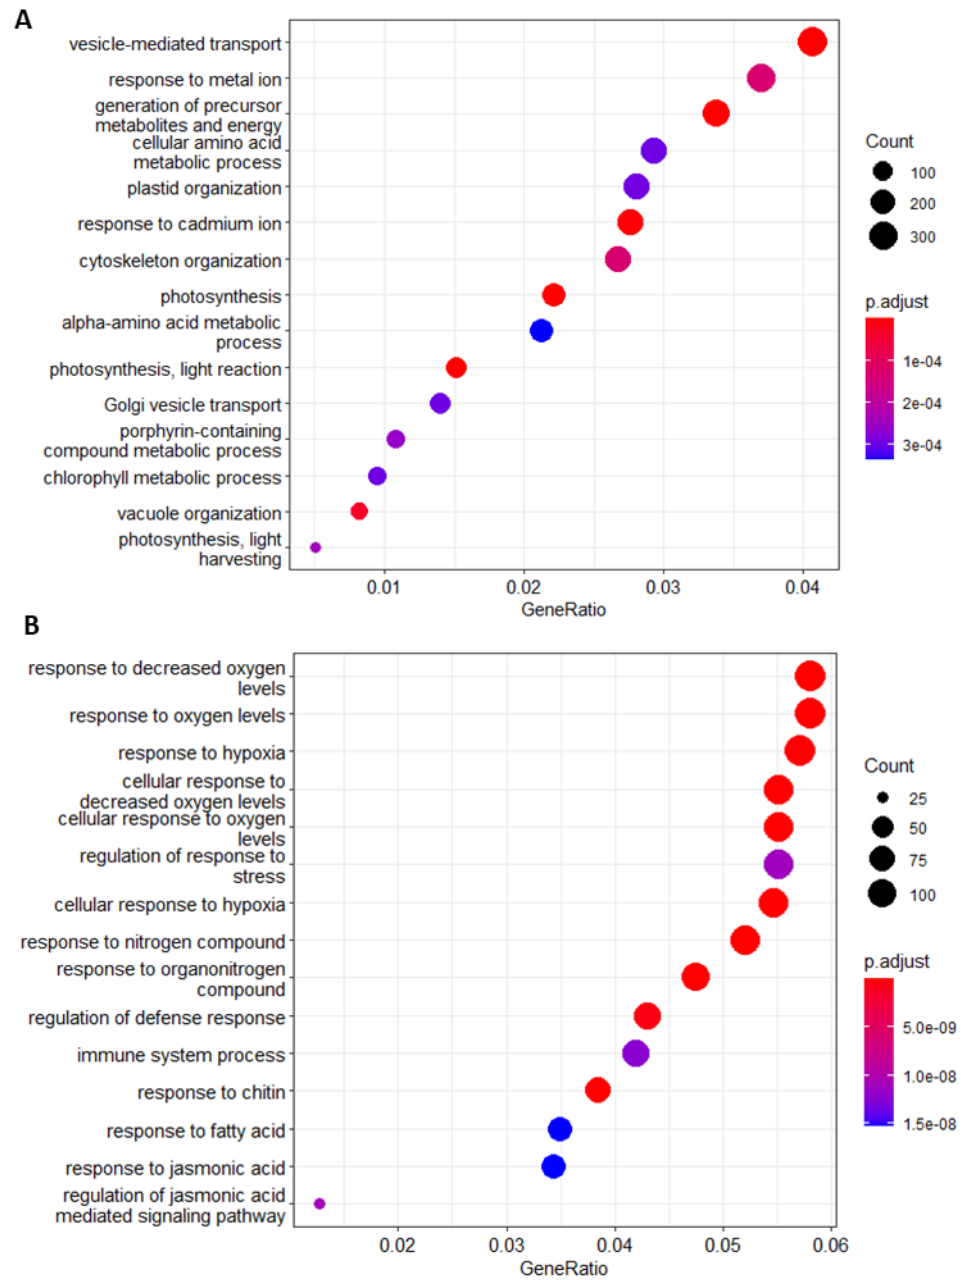 A
vesicle-mediated transport
response to metal ion
generation of precursor
metabolites and energy
cellular amino acid
metabolic process
plastid organization
response to cadmium ion
cytoskeleton organization
photosynthesis
alpha-amino acid metabolic
process
photosynthesis, light reaction
Golgi vesicle transport
porphyrin-containing
compound metabolic process
chlorophyll metabolic process
vacuole organization
photosynthesis, light
harvesting
0.01 0.02 0.03 0.04
GeneRatio
Count
100
200
300
p.adjust
1e-04
2e-04
3e-04
B
response to decreased oxygen
levels
response to oxygen levels
response to hypoxia
cellular response to
decreased oxygen levels
cellular response to oxygen
levels
regulation of response to
stress
cellular response to hypoxia
response to nitrogen compound
response to organonitrogen
compound
regulation of defense response
immune system process
response to chitin
response to fatty acid
response to jasmonic acid
regulation of jasmonic acid
mediated signaling pathway
0.02 0.03 0.04 0.05 0.06
GeneRatio
Count
25
50
75
100
p.adjust
5.0e-09
1.0e-08
1.5e-08